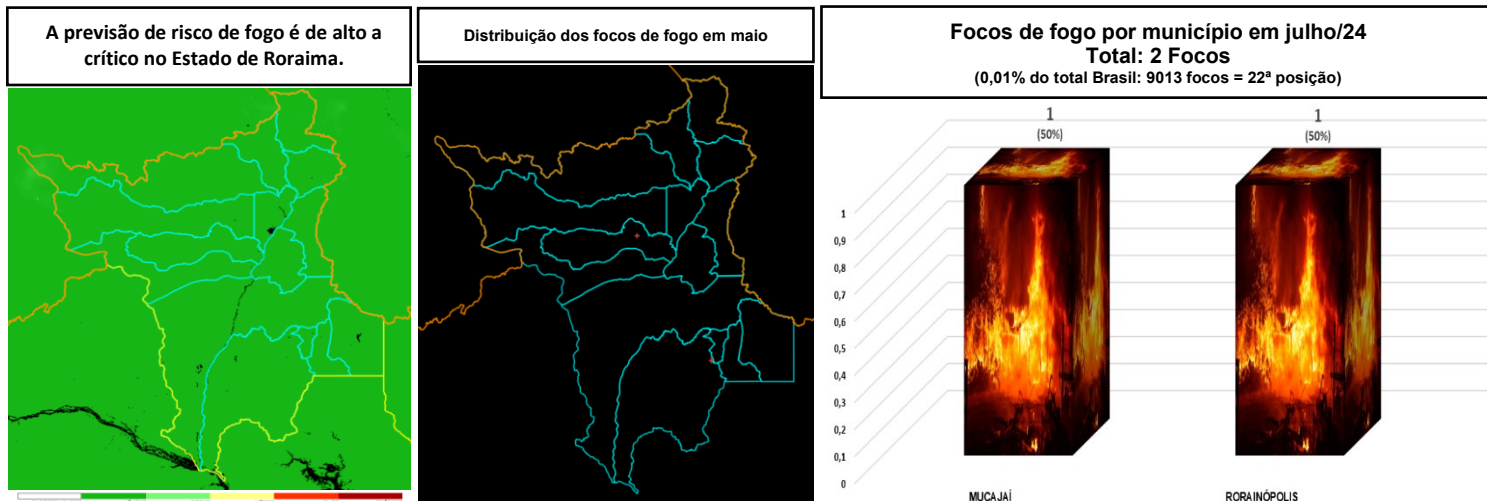 A previsão de risco de fogo é de alto a
crítico no Estado de Roraima.
Distribuição dos focos de fogo em maio
Focos de fogo por município em julho/24
Total: 2 Focos
(0,01% do total Brasil: 9013 focos = 22ª posição)
1
(50%)
1
(50%)
1
0,9
0,8
0,7
0,6
0,5
0,4
0,3
0,2
0,1
0
MUCAJAÍ
RORAINÓPOLIS